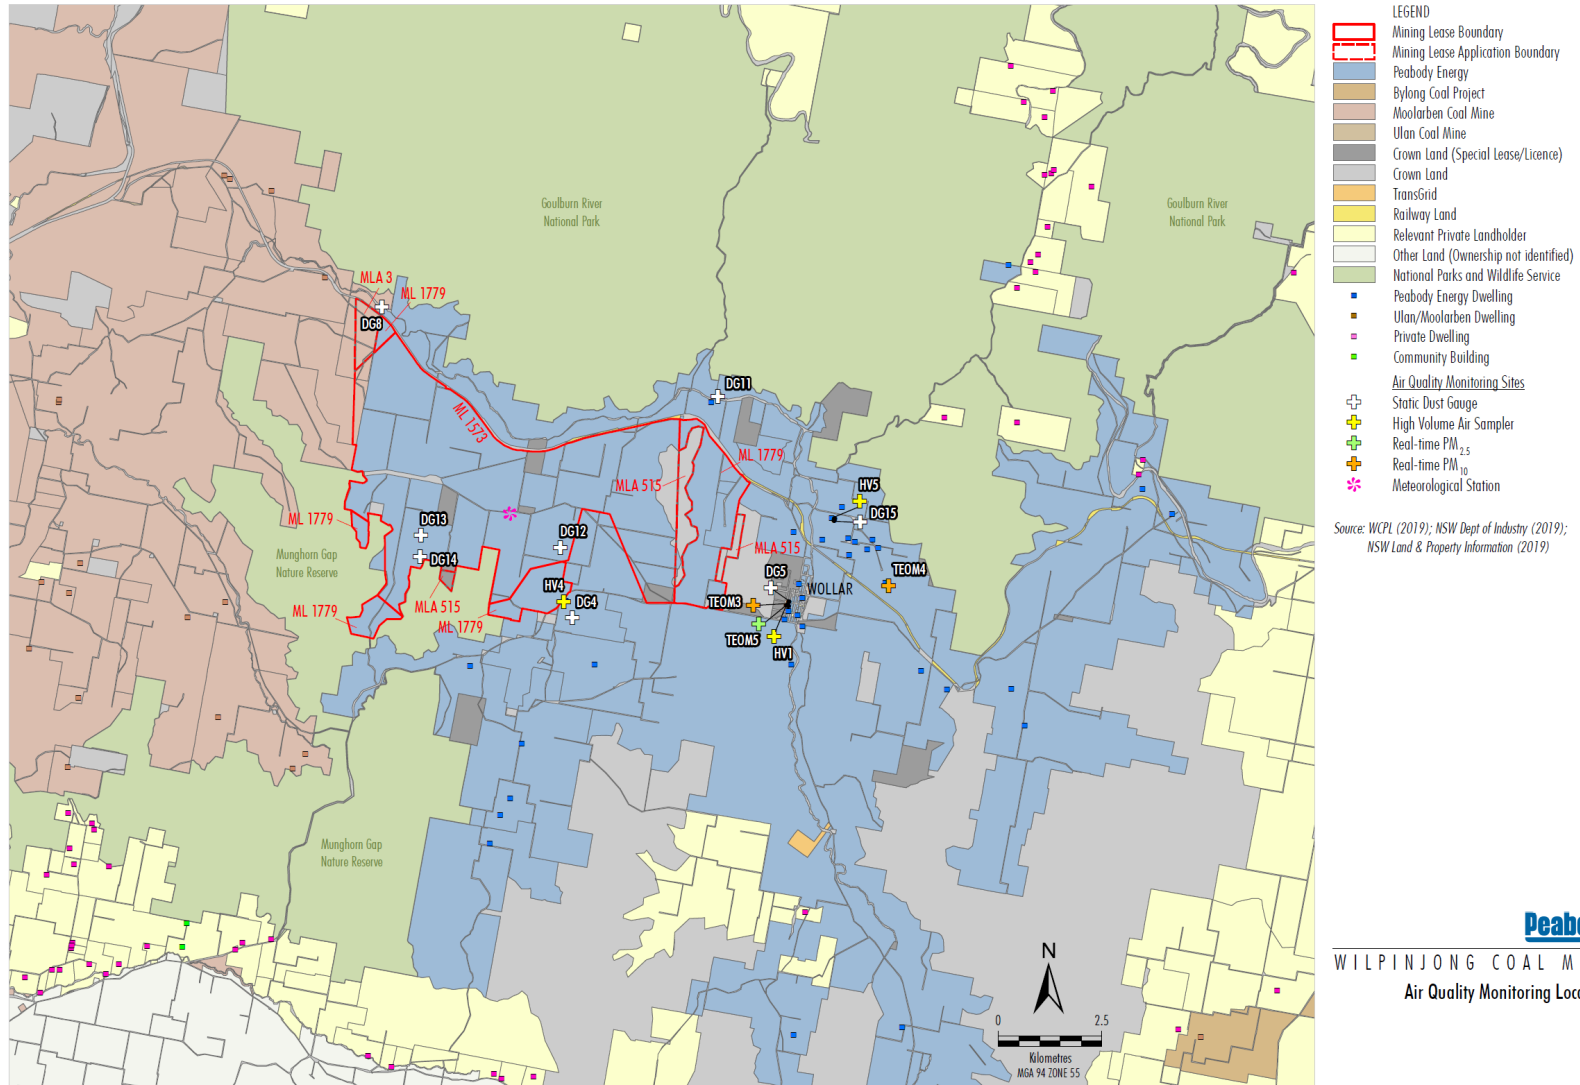 LEGEND
Mining Lease Boundary
Mining Lease Application Boundary
Peabody Energy
Bylong Coal Project
Moolarben Coal Mine
Ulan Coal Mine
Crown Land (Special Lease/Licence)
Crown Land
TransGrid
Railway Land
Relevant Private Landholder
Other Land (Ownership not identified)
National Parks and Wildlife Service
Peabody Energy Dwelling
Ulan/Moolarben Dwelling
Private Dwelling
Community Building
Air Quality Monitoring Sites
Static Dust Gauge
High Volume Air Sampler
Real-time PM2.5
Real-time PM10
Meteorological Station
Source: WCPL (2019); NSW Dept of Industry (2019);
NSW Land & Property Information (2019)
Goulburn River
National Park
Goulburn River
National Park
MLA 3
ML 1779
DG8
DG11
ML 1573
ML 1779
MLA 515
HV5
DG15
ML 1779
DG13
DG12
Munghorn Gap
Nature Reserve
DG14
MLA 515
DG5
TEOM4
HV4
WOLLAR
DG4
TEOM3
MLA 515
ML 1779
ML 1779
TEOM5
HV1
Munghorn Gap
Nature Reserve
N
0 2.5
Kilometres
MGA 94 ZONE 55
Peab
WILPINJONG COAL M
Air Quality Monitoring Loc